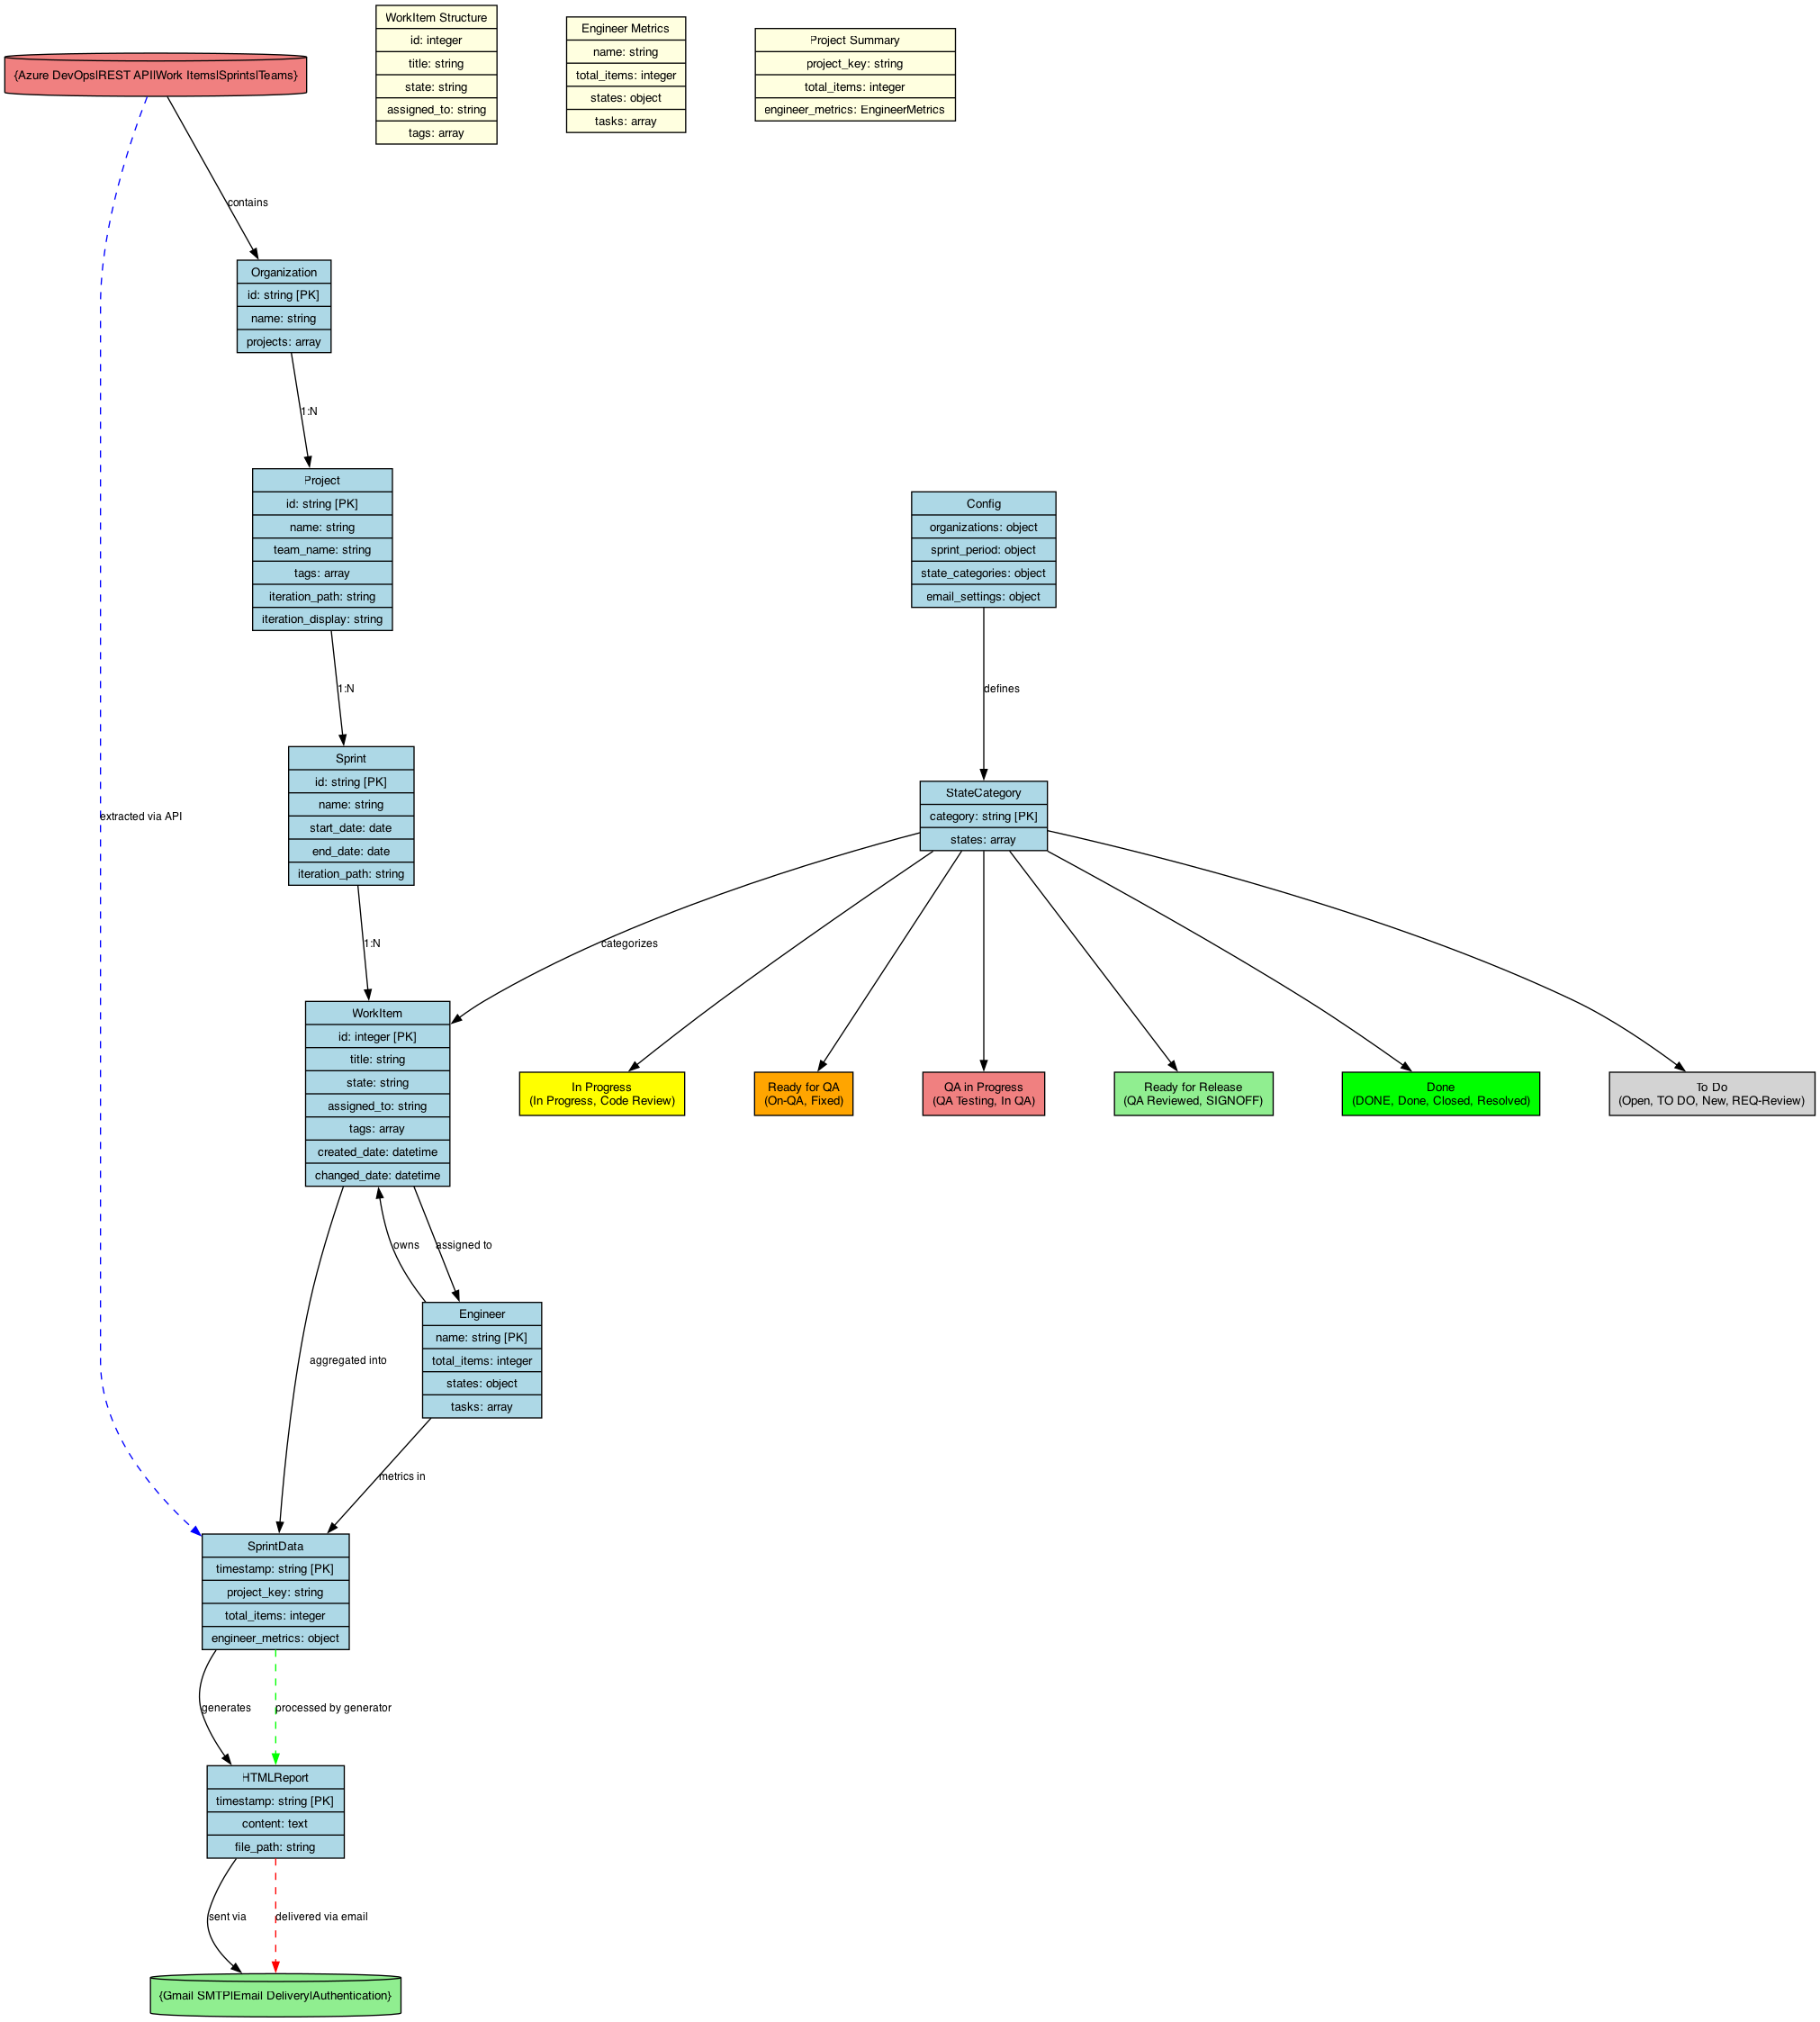 WorkItem Structure
id: integer
title: string
state: string
assigned_to: string
tags: array
Engineer Metrics
name: string
total_items: integer
states: object
tasks: array
Project Summary
project_key: string
total_items: integer
engineer_metrics: EngineerMetrics
{Azure DevOps|REST API|Work Items|Sprints|Teams}
contains
Organization
id: string [PK]
name: string
projects: array
1:N
Project
id: string [PK]
name: string
team_name: string
tags: array
iteration_path: string
iteration_display: string
Config
organizations: object
sprint_period: object
state_categories: object
email_settings: object
1:N
defines
Sprint
id: string [PK]
name: string
start_date: date
end_date: date
iteration_path: string
StateCategory
category: string [PK]
states: array
extracted via API
1:N
categorizes
WorkItem
id: integer [PK]
title: string
state: string
assigned_to: string
tags: array
created_date: datetime
changed_date: datetime
In Progress
(In Progress, Code Review)
Ready for QA
(On-QA, Fixed)
QA in Progress
(QA Testing, In QA)
Ready for Release
(QA Reviewed, SIGNOFF)
Done
(DONE, Done, Closed, Resolved)
To Do
(Open, TO DO, New, REQ-Review)
owns
assigned to
aggregated into
Engineer
name: string [PK]
total_items: integer
states: object
tasks: array
metrics in
SprintData
timestamp: string [PK]
project_key: string
total_items: integer
engineer_metrics: object
generates
processed by generator
HTMLReport
timestamp: string [PK]
content: text
file_path: string
sent via
delivered via email
{Gmail SMTP|Email Delivery|Authentication}